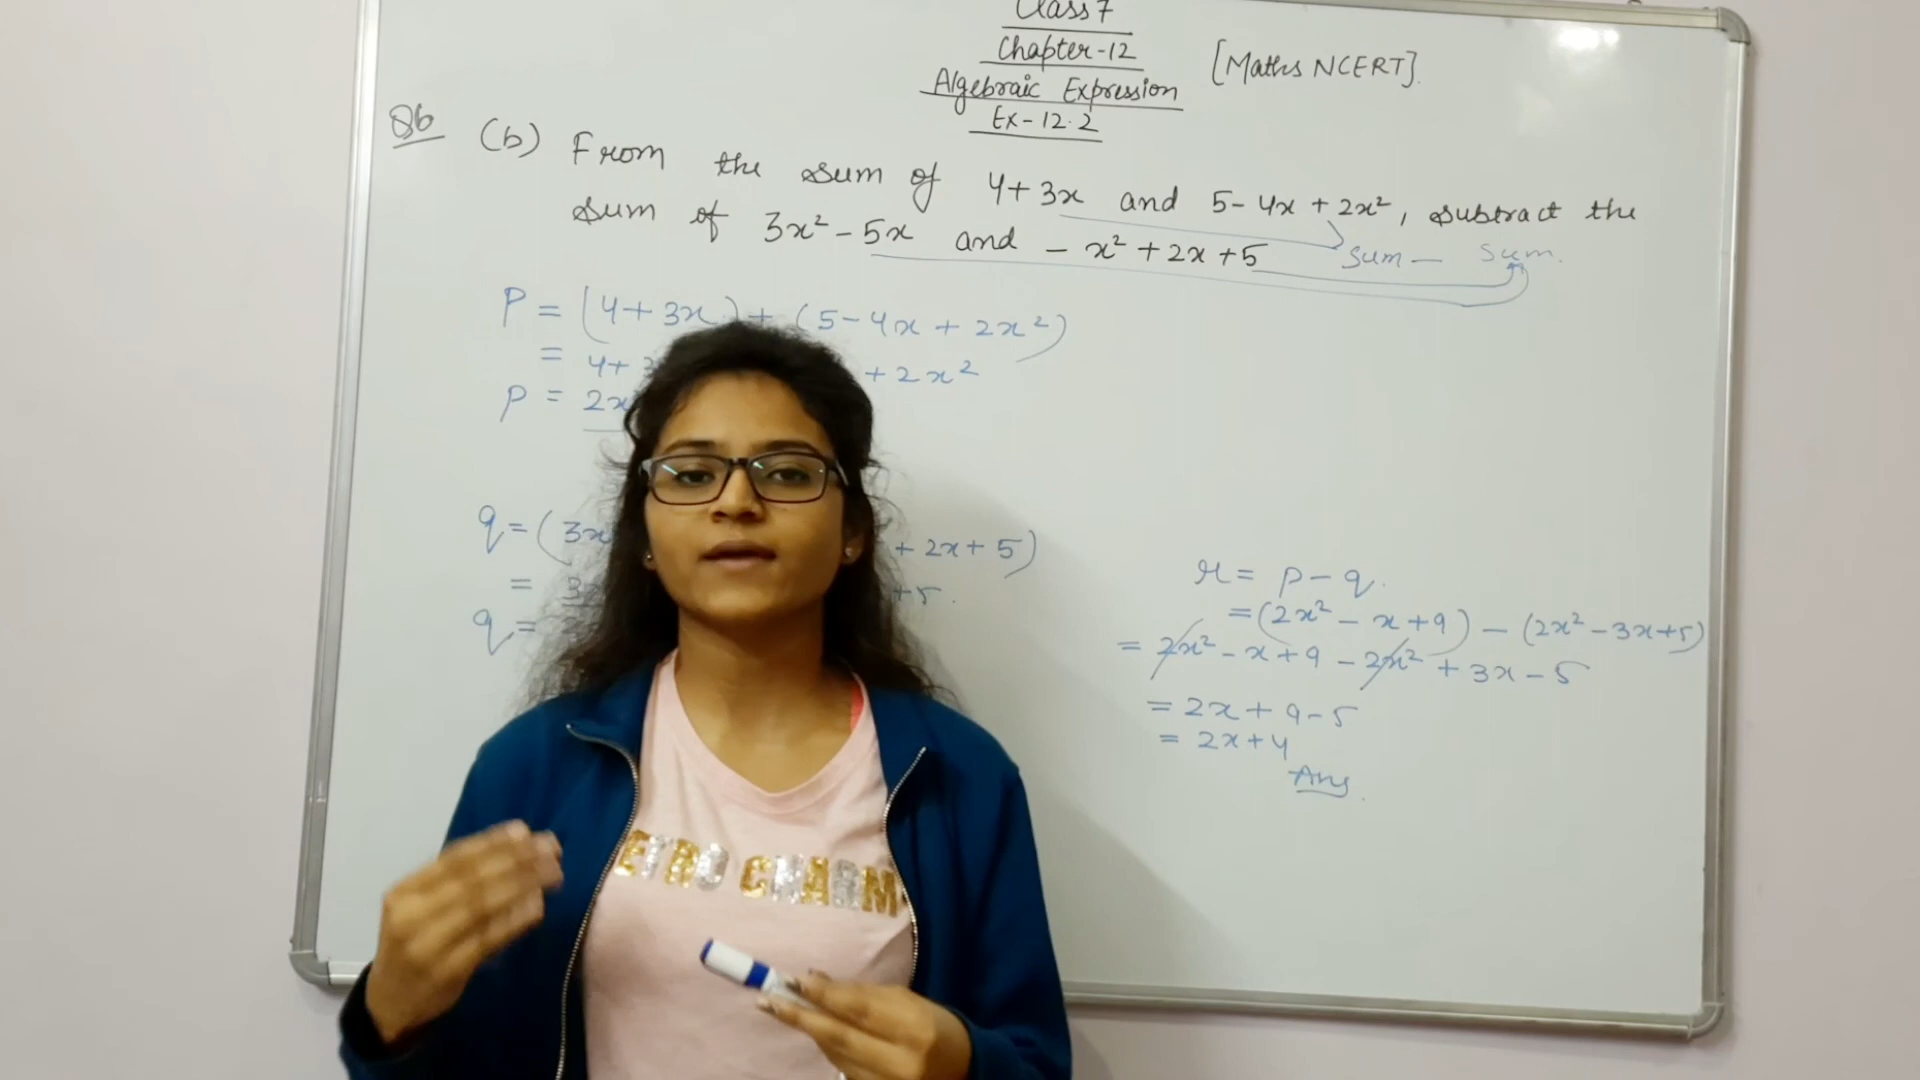 Class 7
Chapter-12
[Maths NCERT].
Algebraic Expression
Ex-12.2
Q6 (b) From the sum of 4+3x and 5-4x+2x², subtract the
sum of 3x²-5x and -x²+2x+5
sum - sum.
P = (4+3x) + (5-4x+2x²)
= 4+ 3 +2x²
p = 2x
q = (3x +2x+5)
= 3 +5.
q =
r = p-q.
= (2x²-x+9) - (2x²-3x+5)
= 2x²-x+9-2x²+3x-5
= 2x+9-5
= 2x+4
Ans.
ETRO CHARM